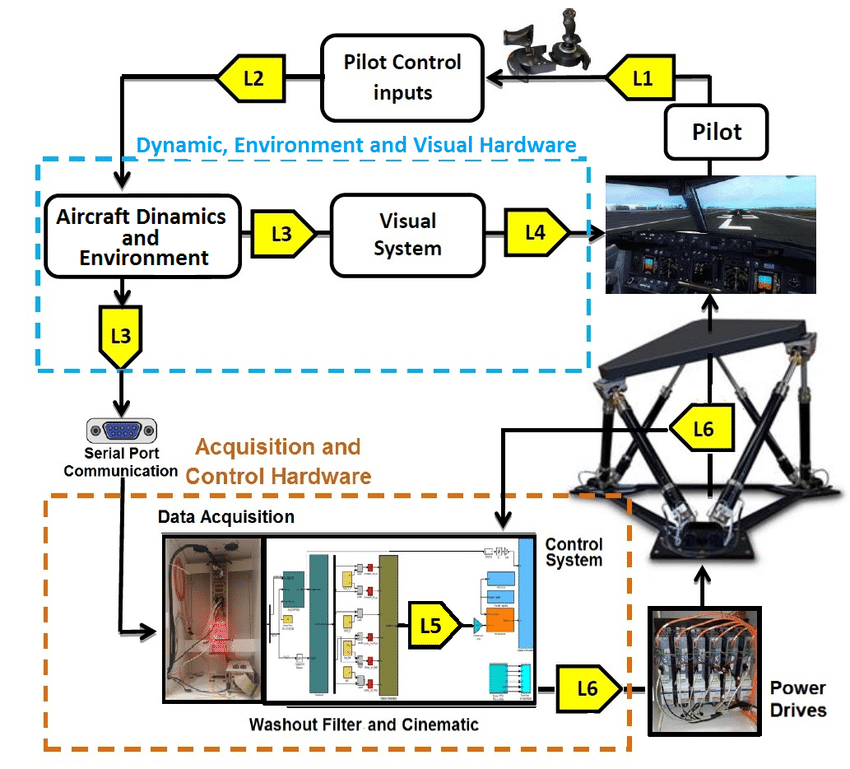 L2
Pilot Control
inputs
L1
Pilot
Dynamic, Environment and Visual Hardware
Aircraft Dinamics
and
Environment
L3
Visual
System
L4
L3
Serial Port
Communication
Acquisition and
Control Hardware
L6
Data Acquisition
Control
System
L5
L6
Power
Drives
Washout Filter and Cinematic